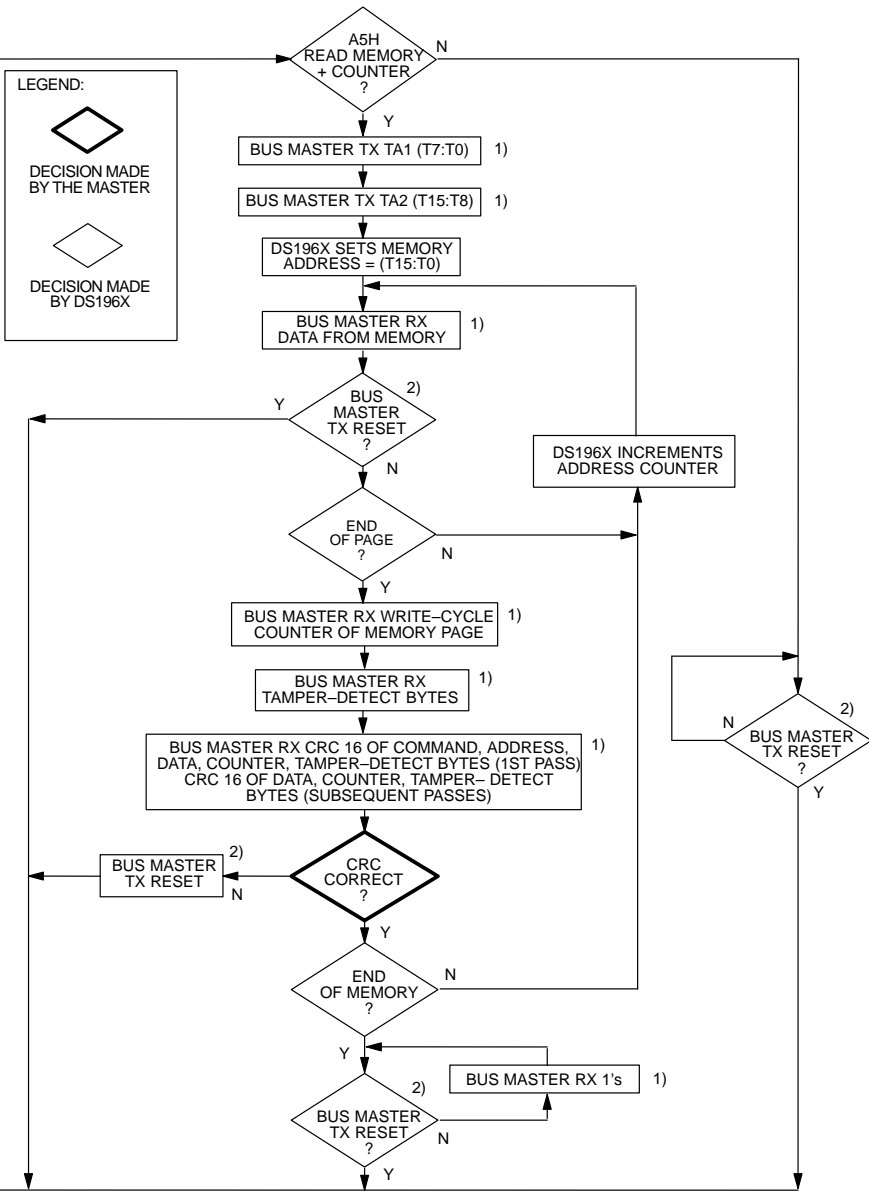 A5H
READ MEMORY
+ COUNTER
?
N
Y
LEGEND:
DECISION MADE
BY THE MASTER
DECISION MADE
BY DS196X
BUS MASTER TX TA1 (T7:T0)
1)
BUS MASTER TX TA2 (T15:T8)
1)
DS196X SETS MEMORY
ADDRESS = (T15:T0)
BUS MASTER RX
DATA FROM MEMORY
1)
BUS
MASTER
TX RESET
?
2)
Y
N
DS196X INCREMENTS
ADDRESS COUNTER
END
OF PAGE
?
N
Y
BUS MASTER RX WRITE–CYCLE
COUNTER OF MEMORY PAGE
1)
BUS MASTER RX
TAMPER–DETECT BYTES
1)
BUS MASTER RX CRC 16 OF COMMAND, ADDRESS,
DATA, COUNTER, TAMPER–DETECT BYTES (1ST PASS)
CRC 16 OF DATA, COUNTER, TAMPER– DETECT
BYTES (SUBSEQUENT PASSES)
1)
N
BUS MASTER
TX RESET
?
2)
Y
BUS MASTER
TX RESET
2)
N
CRC
CORRECT
?
Y
END
OF MEMORY
?
N
Y
BUS MASTER RX 1's
1)
BUS MASTER
TX RESET
?
2)
N
Y